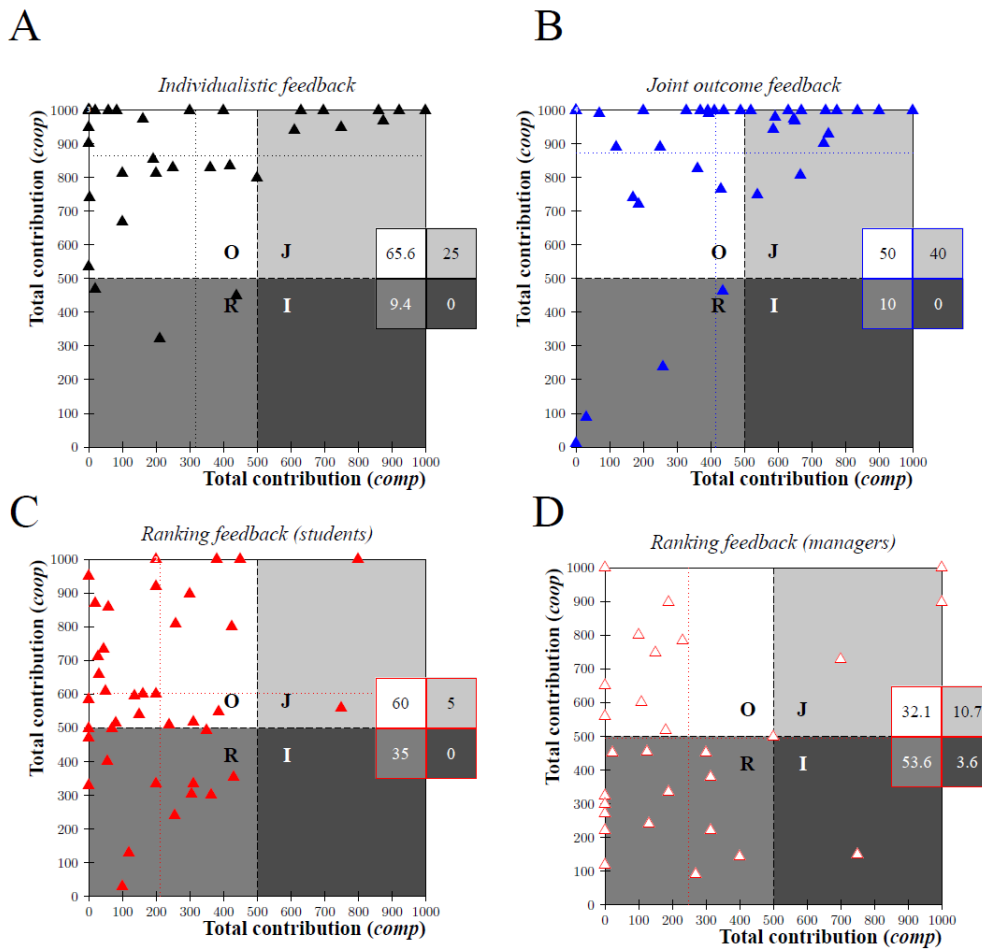 A
B
Individualistic feedback
Joint outcome feedback
Total contribution (coop)
1000
900
800
700
600
500
400
300
200
100
0
O J
R I
65.6 25
9.4 0
0 100 200 300 400 500 600 700 800 900 1000
Total contribution (comp)
Total contribution (coop)
1000
900
800
700
600
500
400
300
200
100
0
O J
R I
50 40
10 0
0 100 200 300 400 500 600 700 800 900 1000
Total contribution (comp)
C
D
Ranking feedback (students)
Ranking feedback (managers)
Total contribution (coop)
1000
900
800
700
600
500
400
300
200
100
0
O J
R I
60 5
35 0
0 100 200 300 400 500 600 700 800 900 1000
Total contribution (comp)
Total contribution (coop)
1000
900
800
700
600
500
400
300
200
100
0
O J
R I
32.1 10.7
53.6 3.6
0 100 200 300 400 500 600 700 800 900 1000
Total contribution (comp)